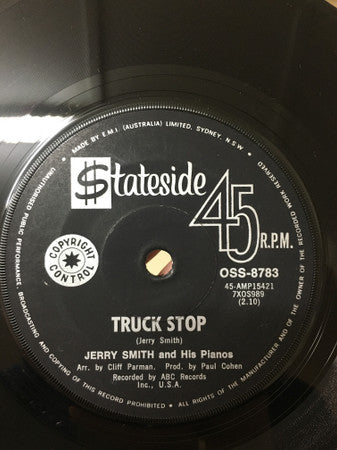 MADE BY E.M.I. (AUSTRALIA) LIMITED, SYDNEY, N.S.W.
UNAUTHORISED PUBLIC PERFORMANCE, BROADCASTING AND COPYING OF THIS RECORD PROHIBITED • ALL RIGHTS OF THE MANUFACTURER AND OF THE OWNER OF THE RECORDED WORK RESERVED
$tateside
45
R.P.M.
COPYRIGHT
CONTROL
OSS-8783
45-AMP15421
7XOS989
(2.10)
TRUCK STOP
(Jerry Smith)
JERRY SMITH and His Pianos
Arr. by Cliff Parman. Prod. by Paul Cohen
Recorded by ABC Records
Inc., U.S.A.